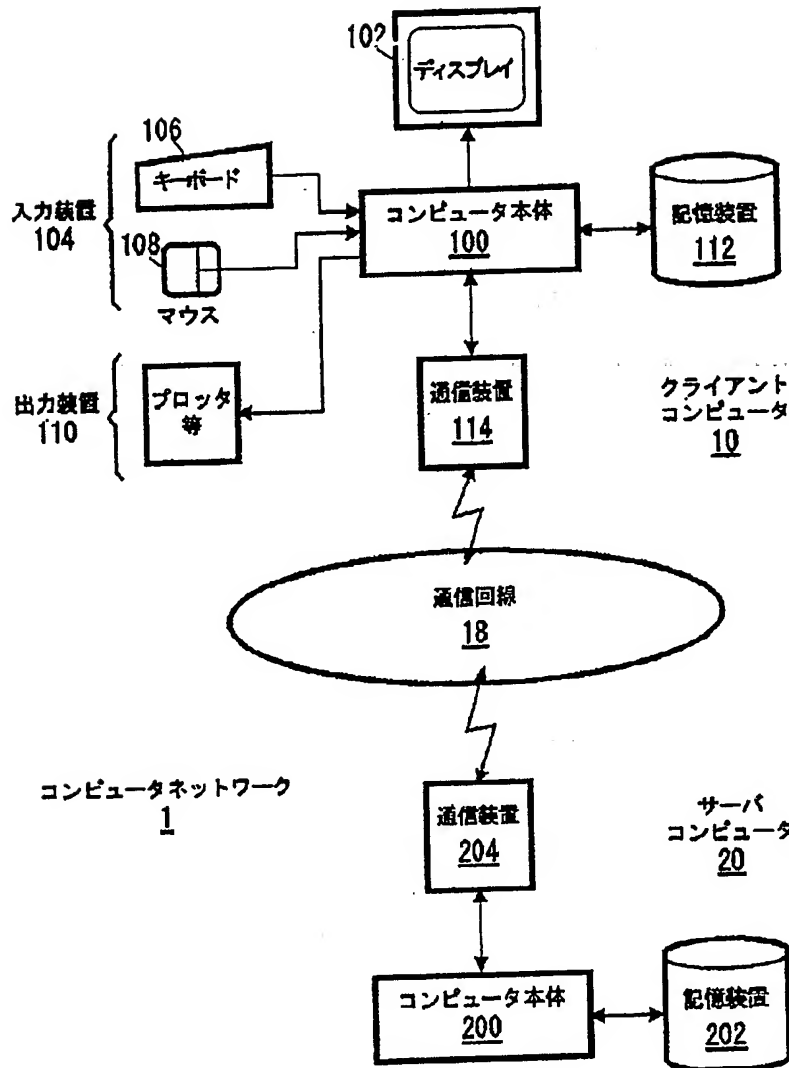 102
ディスプレイ
106
キーボード
入力装置
104
108
マウス
コンピュータ本体
100
記憶装置
112
出力装置
110
プロッタ
等
通信装置
114
クライアント
コンピュータ
10
通信回線
18
コンピュータネットワーク
1
通信装置
204
サーバ
コンピュータ
20
コンピュータ本体
200
記憶装置
202